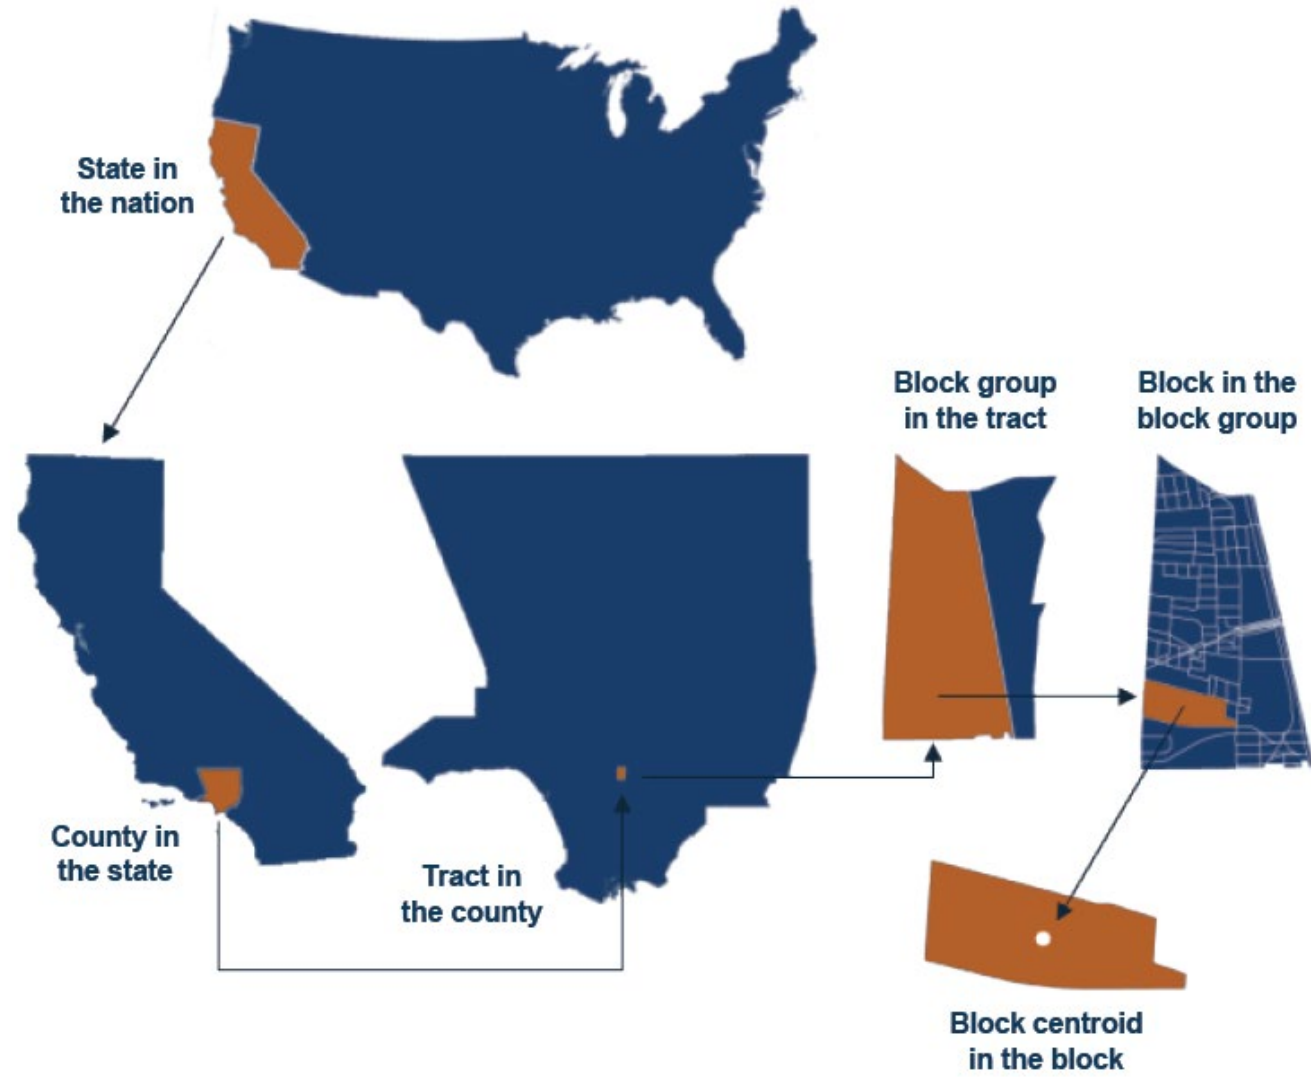 State in
the nation
Block group
in the tract
Block in the
block group
County in
the state
Tract in
the county
Block centroid
in the block